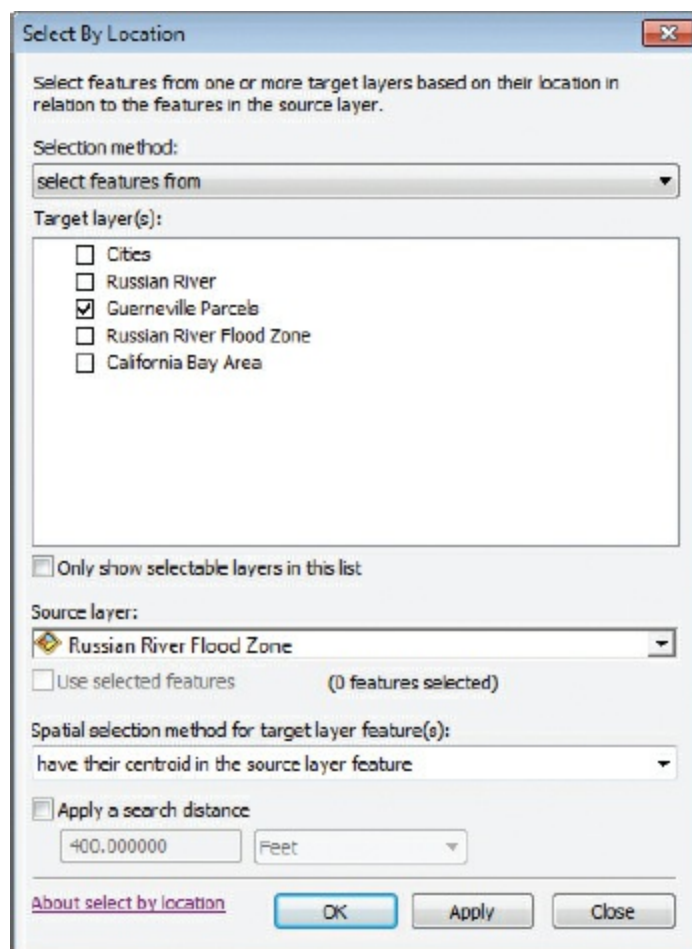 Select By Location
Select features from one or more target layers based on their location in
relation to the features in the source layer.
Selection method:
select features from
Target layer(s):
Cities
Russian River
Guerneville Parcels
Russian River Flood Zone
California Bay Area
Only show selectable layers in this list
Source layer:
Russian River Flood Zone
Use selected features (0 features selected)
Spatial selection method for target layer feature(s):
have their centroid in the source layer feature
Apply a search distance
400.000000 Feet
About select by location OK Apply Close